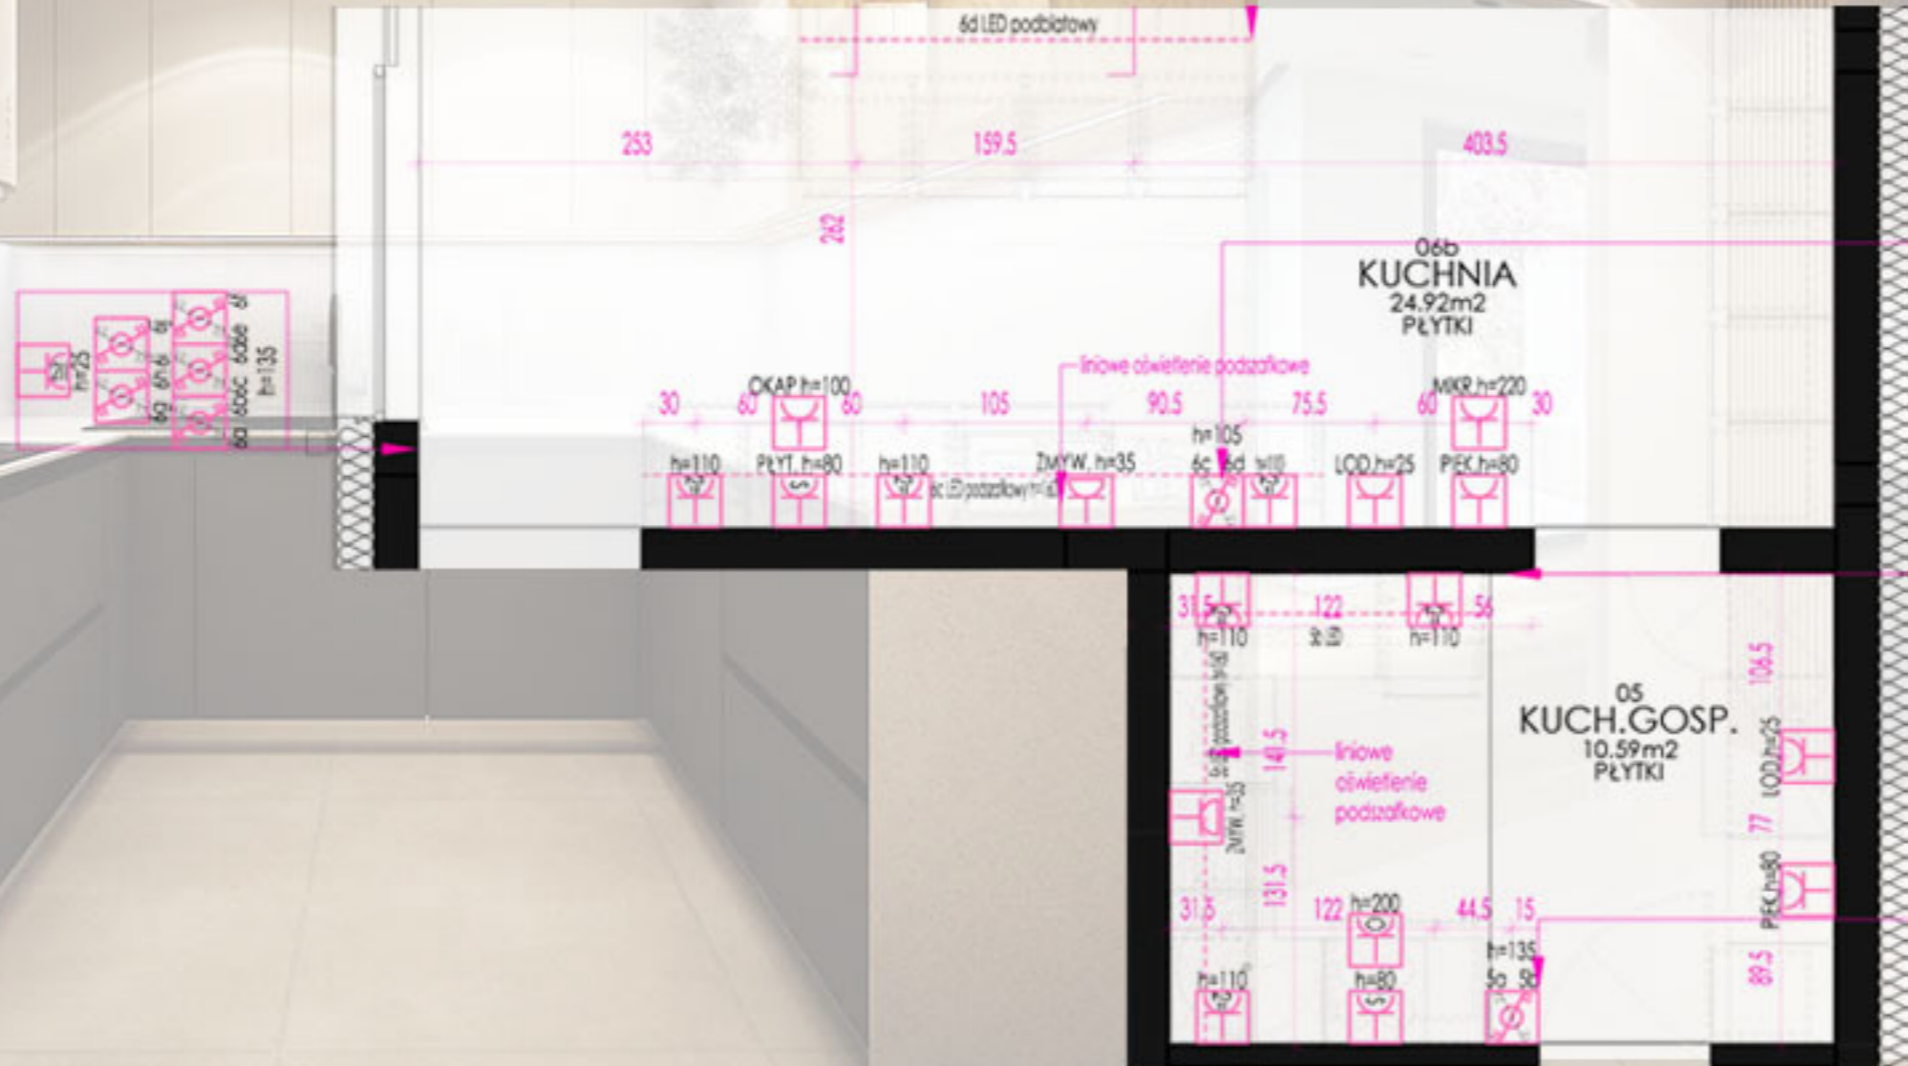 6d LED podblatowy
253
159.5
403.5
262
06b
KUCHNIA
24.92m2
PŁYTKI
h=25
h=135
liniowe oświetlenie podszafkowe
OKAP h=100
MIKR.h=220
30
60
80
105
90.5
75.5
60
30
h=105
h=110
PŁYT. h=80
h=110
ZMYW. h=35
6c 6d
h=110
LOD.h=25
PIEK.h=80
31.5
122
56
h=110
h=110
106.5
05
KUCH.GOSP.
10.59m2
PŁYTKI
LOD.h=25
141.5
liniowe
oświetlenie
podszafkowe
ZMYW. h=35
77
131.5
PIEK.h=80
31.5
122
h=200
44.5
15
h=135
89.5
h=110
h=80
5a 5b